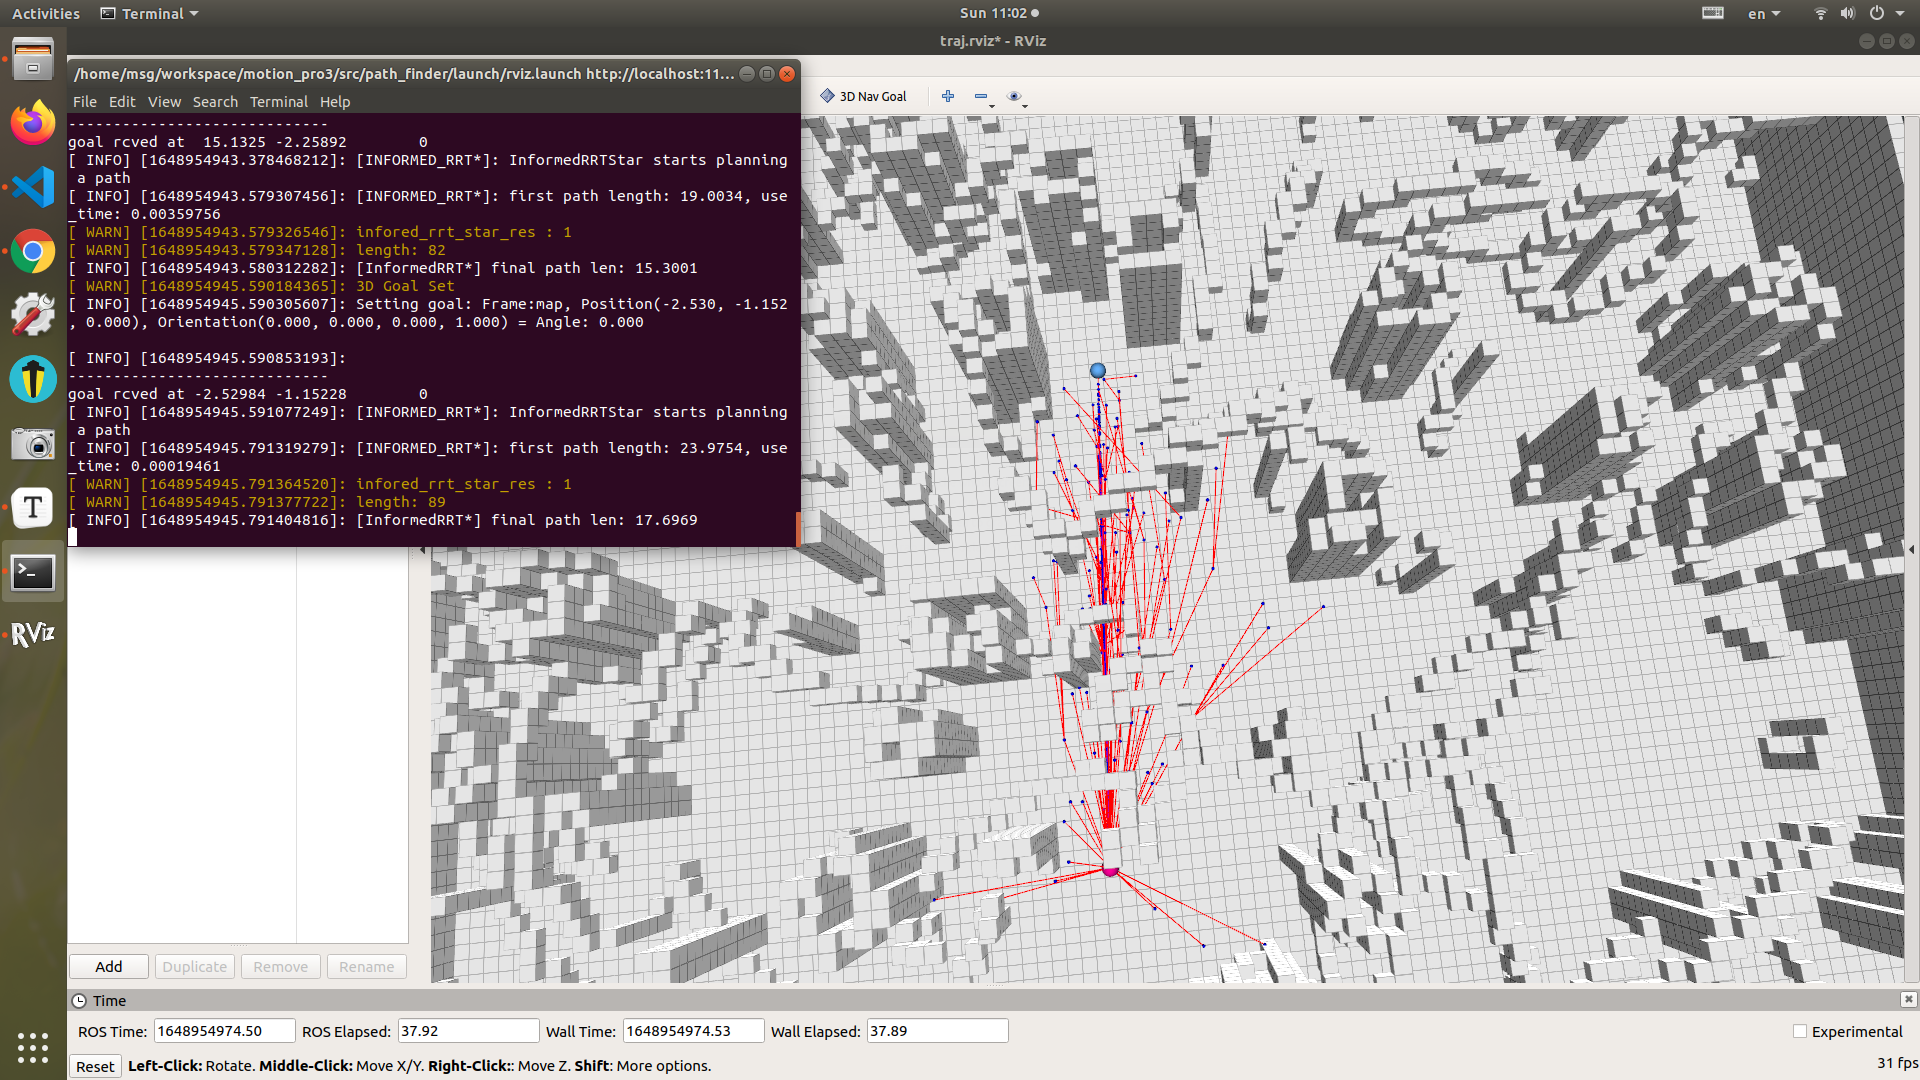 Activities
Terminal
Sun 11:02
en
traj.rviz* - RViz
/home/msg/workspace/motion_pro3/src/path_finder/launch/rviz.launch http://localhost:11...
File Edit View Search Terminal Help
3D Nav Goal
-----------------------------
goal rcved at  15.1325 -2.25892        0
[ INFO] [1648954943.378468212]: [INFORMED_RRT*]: InformedRRTStar starts planning
 a path
[ INFO] [1648954943.579307456]: [INFORMED_RRT*]: first path length: 19.0034, use
_time: 0.00359756
[ WARN] [1648954943.579326546]: infored_rrt_star_res : 1
[ WARN] [1648954943.579347128]: length: 82
[ INFO] [1648954943.580312282]: [InformedRRT*] final path len: 15.3001
[ WARN] [1648954945.590184365]: 3D Goal Set
[ INFO] [1648954945.590305607]: Setting goal: Frame:map, Position(-2.530, -1.152
, 0.000), Orientation(0.000, 0.000, 0.000, 1.000) = Angle: 0.000
[ INFO] [1648954945.590853193]:
-----------------------------
goal rcved at -2.52984 -1.15228        0
[ INFO] [1648954945.591077249]: [INFORMED_RRT*]: InformedRRTStar starts planning
 a path
[ INFO] [1648954945.791319279]: [INFORMED_RRT*]: first path length: 23.9754, use
_time: 0.00019461
[ WARN] [1648954945.791364520]: infored_rrt_star_res : 1
[ WARN] [1648954945.791377722]: length: 89
[ INFO] [1648954945.791404816]: [InformedRRT*] final path len: 17.6969
T
RViz
Add Duplicate Remove Rename
Time
ROS Time: 1648954974.50 ROS Elapsed: 37.92 Wall Time: 1648954974.53 Wall Elapsed: 37.89 Experimental
Reset Left-Click: Rotate. Middle-Click: Move X/Y. Right-Click:: Move Z. Shift: More options. 31 fps